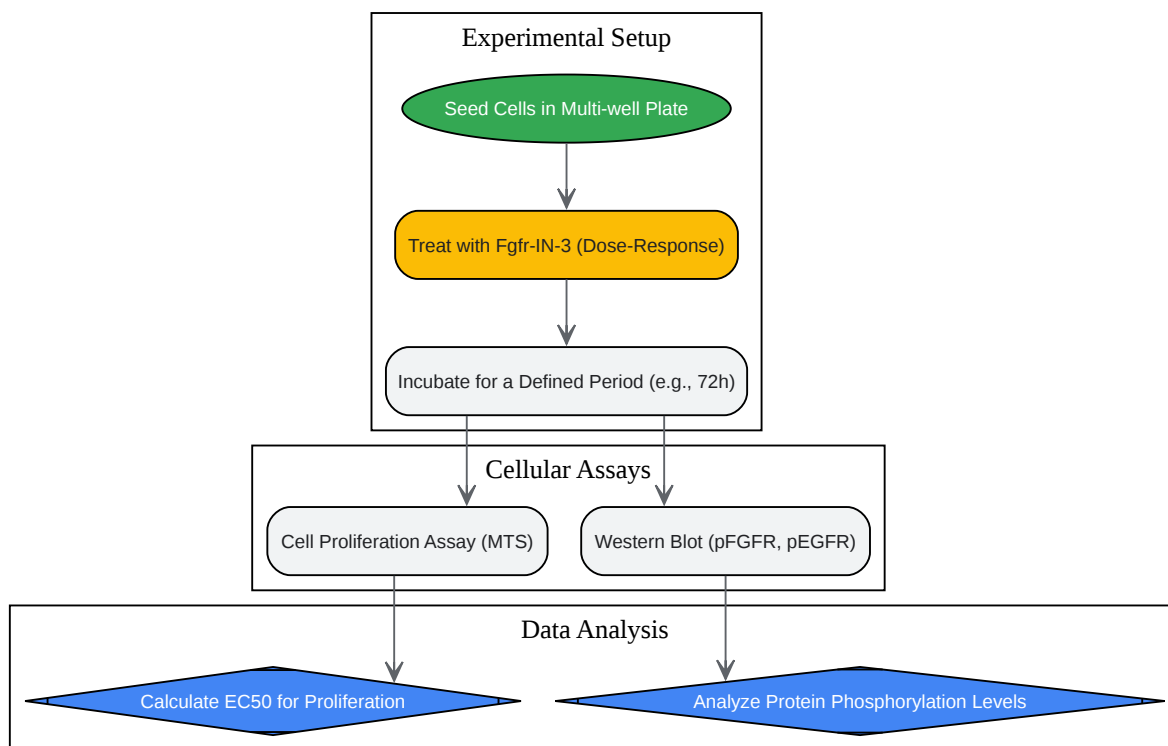 Experimental Setup
Seed Cells in Multi-well Plate
Treat with Fgfr-IN-3 (Dose-Response)
Incubate for a Defined Period (e.g., 72h)
Cellular Assays
Cell Proliferation Assay (MTS)
Western Blot (pFGFR, pEGFR)
Data Analysis
Calculate EC50 for Proliferation
Analyze Protein Phosphorylation Levels